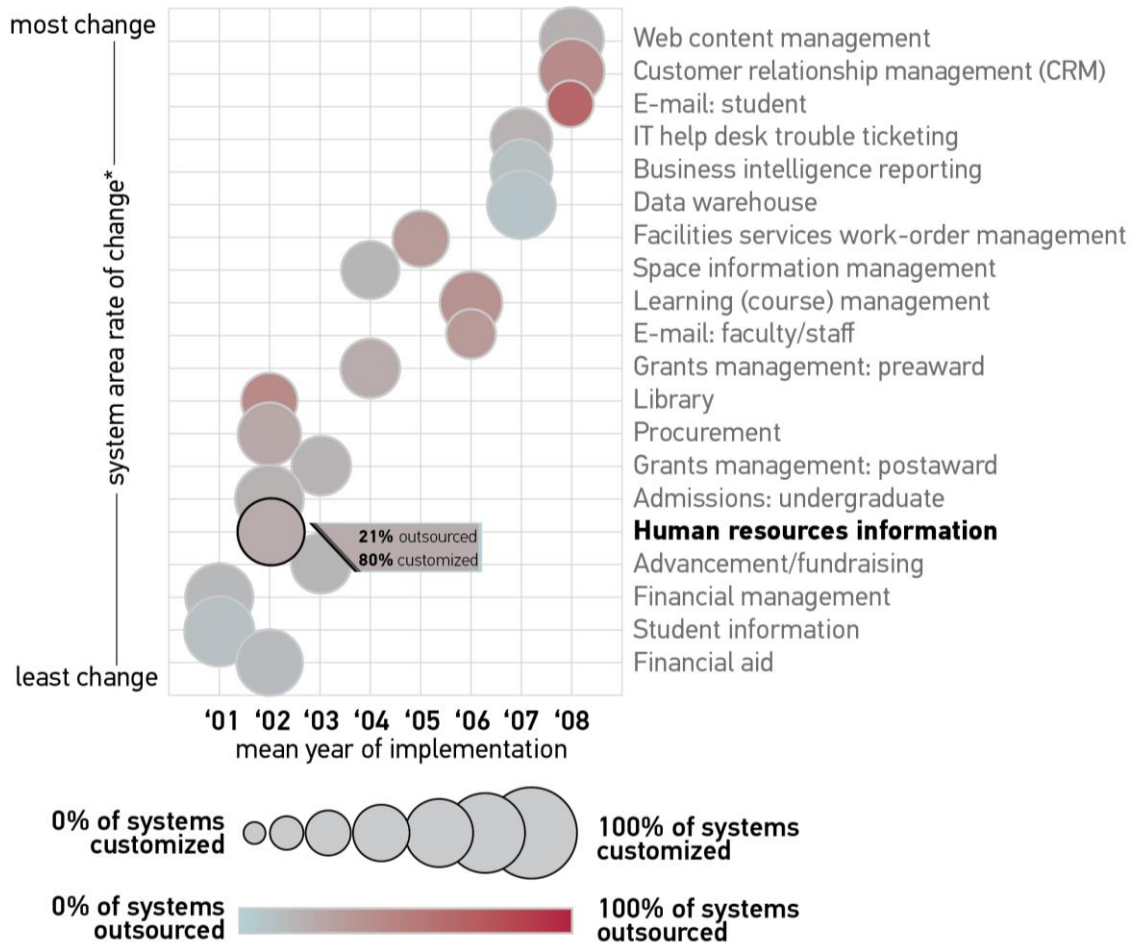 most change
system area rate of change*
least change
Web content management
Customer relationship management (CRM)
E-mail: student
IT help desk trouble ticketing
Business intelligence reporting
Data warehouse
Facilities services work-order management
Space information management
Learning (course) management
E-mail: faculty/staff
Grants management: preaward
Library
Procurement
Grants management: postaward
Admissions: undergraduate
Human resources information
21% outsourced
80% customized
Advancement/fundraising
Financial management
Student information
Financial aid
‘01 ‘02 ‘03 ‘04 ‘05 ‘06 ‘07 ‘08
mean year of implementation
0% of systems
customized
100% of systems
customized
0% of systems
outsourced
100% of systems
outsourced